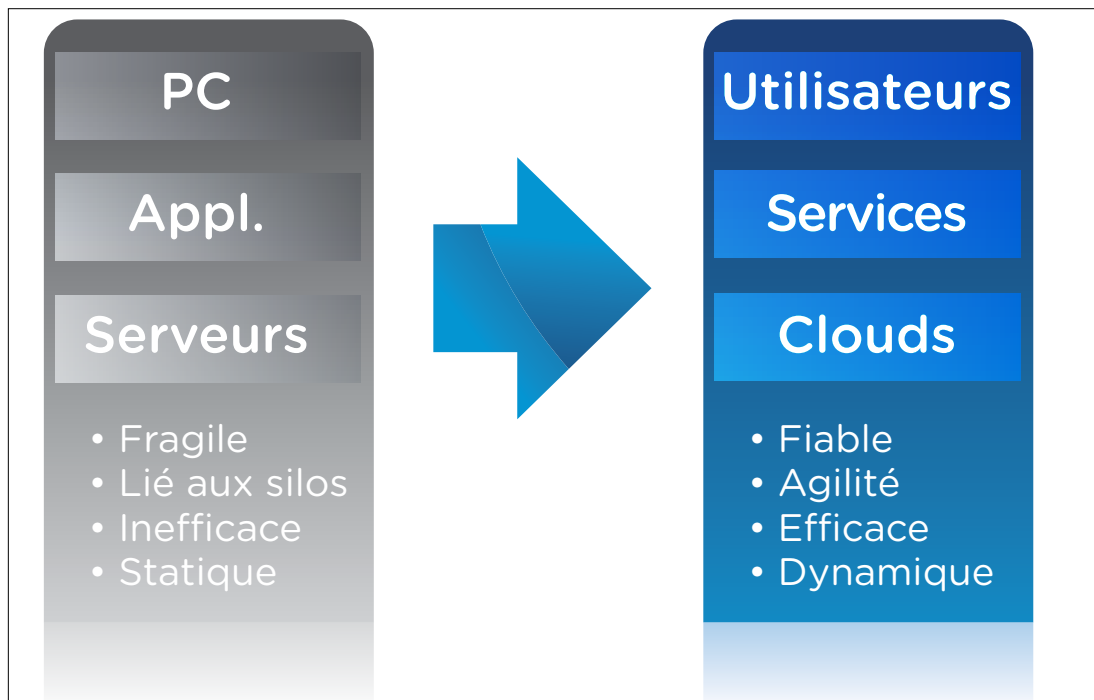 PC
Appl.
Serveurs
• Fragile
• Lié aux silos
• Inefficace
• Statique
Utilisateurs
Services
Clouds
• Fiable
• Agilité
• Efficace
• Dynamique